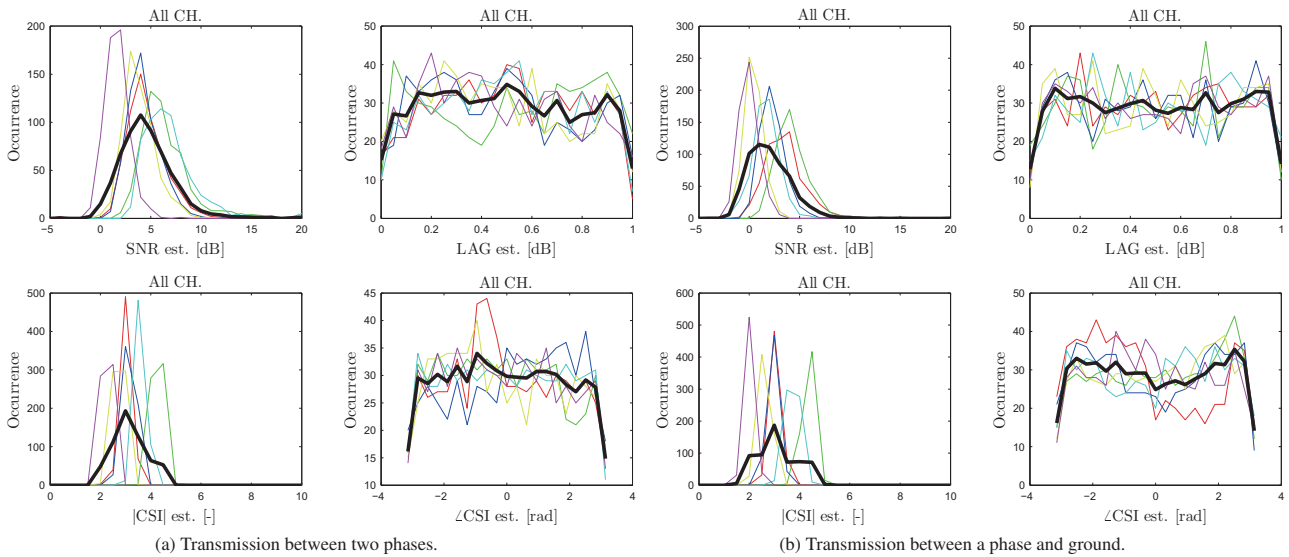 All CH.
200
150
100
50
0
Occurrence
−5 0 5 10 15 20
SNR est. [dB]
All CH.
50
40
30
20
10
0
Occurrence
0 0.2 0.4 0.6 0.8 1
LAG est. [dB]
All CH.
300
250
200
150
100
50
0
Occurrence
−5 0 5 10 15 20
SNR est. [dB]
All CH.
50
40
30
20
10
0
Occurrence
0 0.2 0.4 0.6 0.8 1
LAG est. [dB]
All CH.
500
400
300
200
100
0
Occurrence
0 2 4 6 8 10
|CSI| est. [-]
All CH.
45
40
35
30
25
20
15
10
Occurrence
−4 −2 0 2 4
∠CSI est. [rad]
All CH.
600
500
400
300
200
100
0
Occurrence
0 2 4 6 8 10
|CSI| est. [-]
All CH.
50
40
30
20
10
0
Occurrence
−4 −2 0 2 4
∠CSI est. [rad]
(a) Transmission between two phases.
(b) Transmission between a phase and ground.